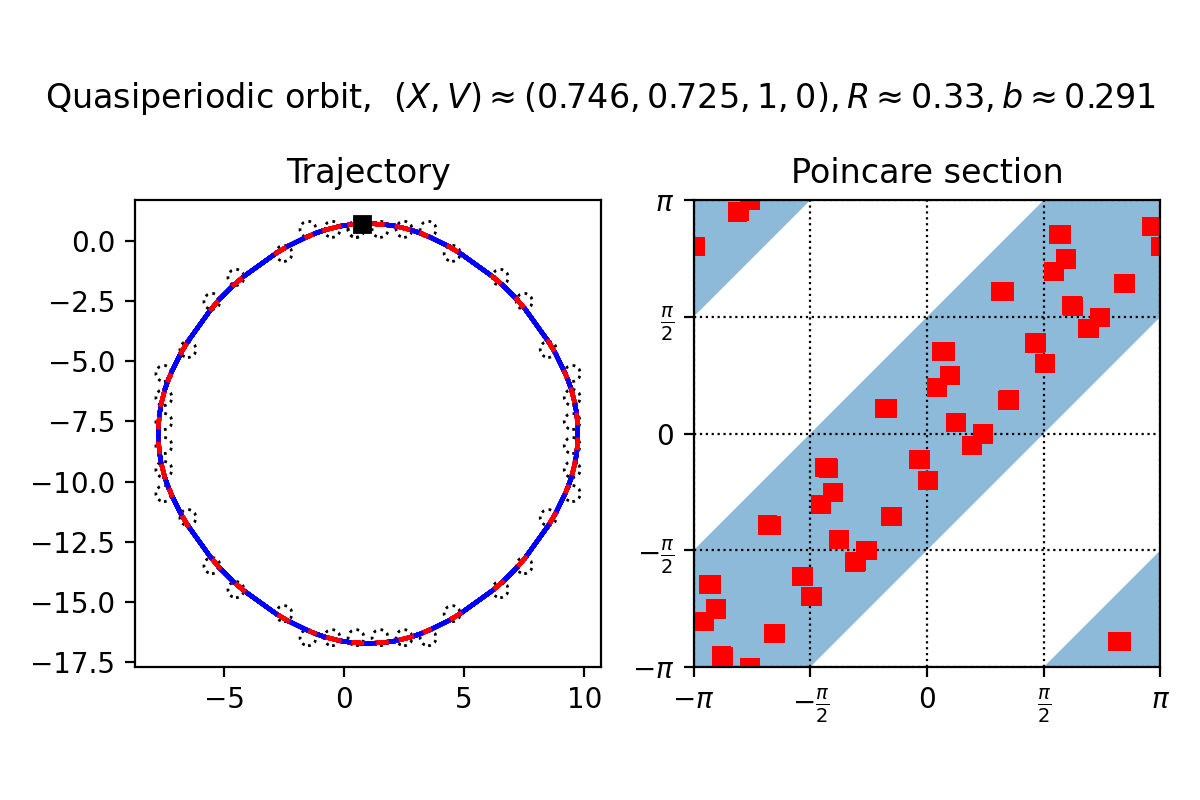 Quasiperiodic orbit, (X, V) ≈ (0.746, 0.725, 1, 0), R ≈ 0.33, b ≈ 0.291
Trajectory
0.0
−2.5
−5.0
−7.5
−10.0
−12.5
−15.0
−17.5
−5
0
5
10
Poincare section
π
π/2
0
−π/2
−π
−π
−π/2
0
π/2
π